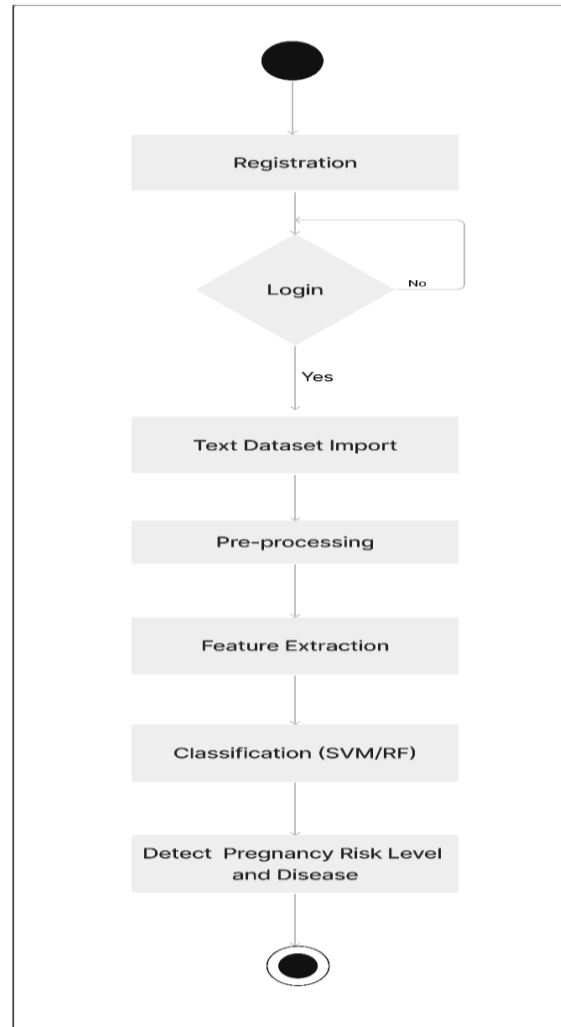 Registration
Login
No
Yes
Text Dataset Import
Pre-processing
Feature Extraction
Classification (SVM/RF)
Detect Pregnancy Risk Level
and Disease